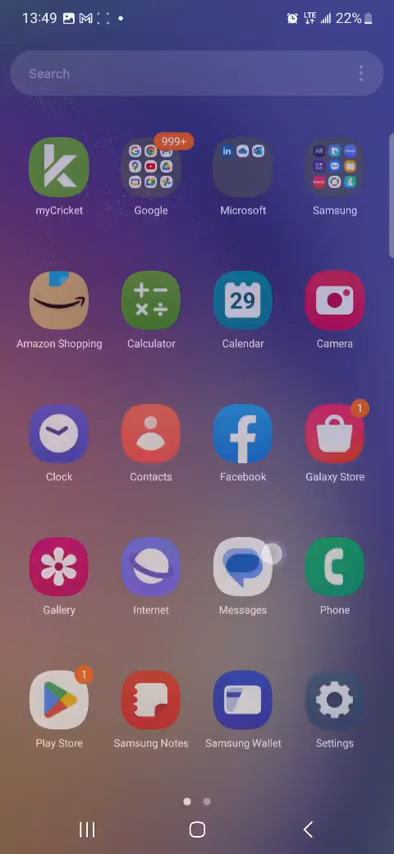 13:49 LTE 22%
Search
999+
myCricket Google Microsoft Samsung
29
Amazon Shopping Calculator Calendar Camera
1
Clock Contacts Facebook Galaxy Store
Gallery Internet Messages Phone
1
Play Store Samsung Notes Samsung Wallet Settings